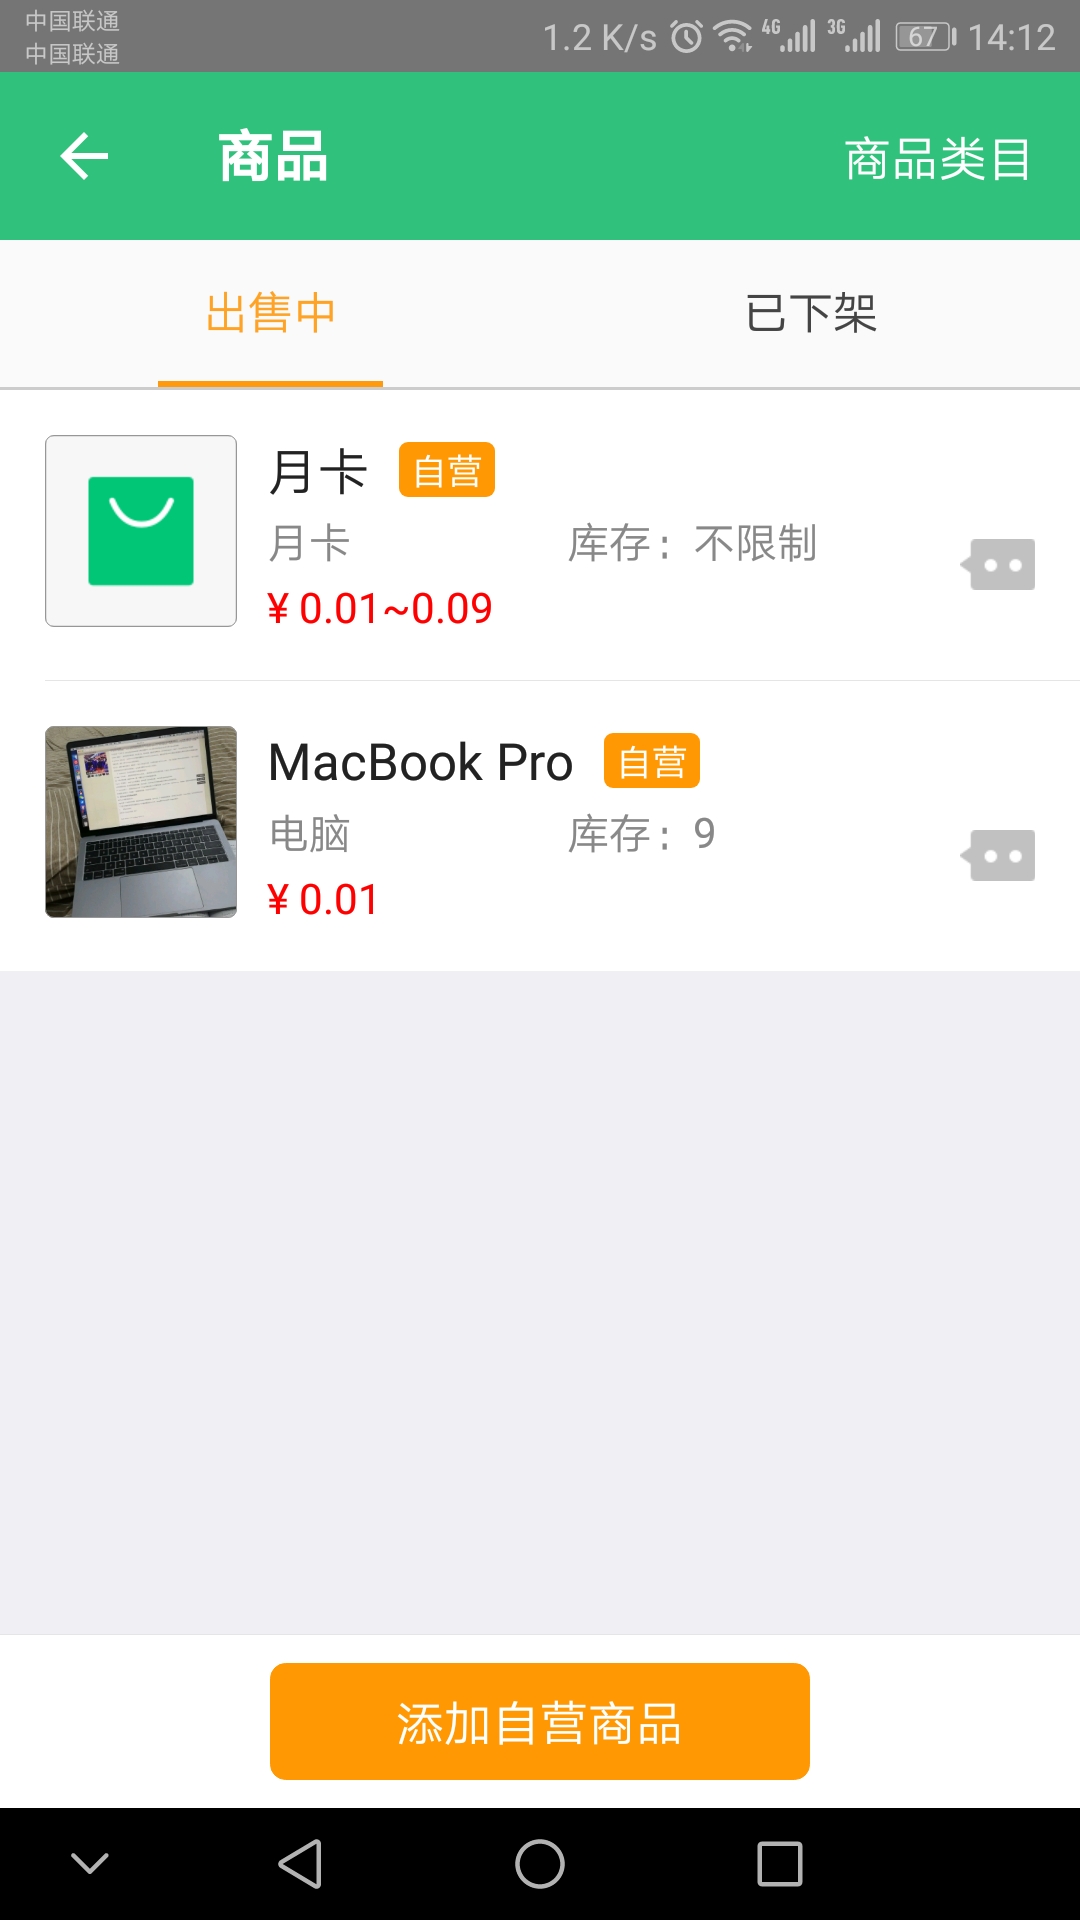 中国联通
中国联通
1.2 K/s 4G 3G 67 14:12
商品 商品类目
出售中 已下架
月卡 自营
月卡 库存：不限制
¥ 0.01~0.09
MacBook Pro 自营
电脑 库存：9
¥ 0.01
添加自营商品